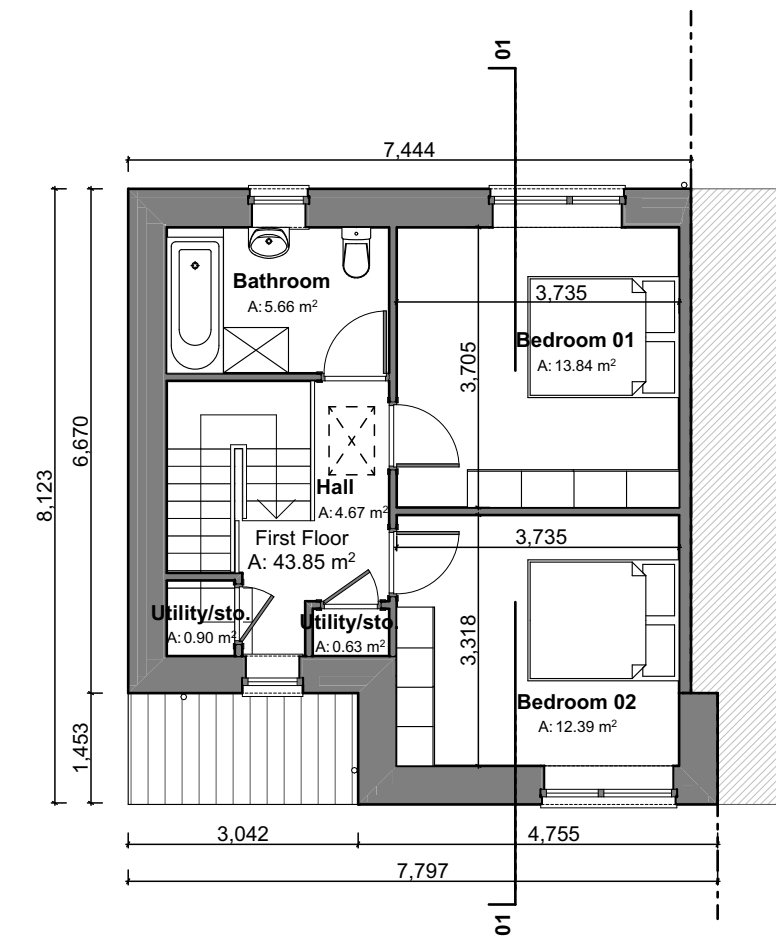 01
7,444
Bathroom
A: 5.66 m²
3,735
Bedroom 01
A: 13.84 m²
3,705
6,670
8,123
Hall
A: 4.67 m²
First Floor
A: 43.85 m²
3,735
Utility/sto.
A: 0.90 m²
Utility/sto.
A: 0.63 m²
3,318
Bedroom 02
A: 12.39 m²
1,453
3,042
4,755
7,797
01